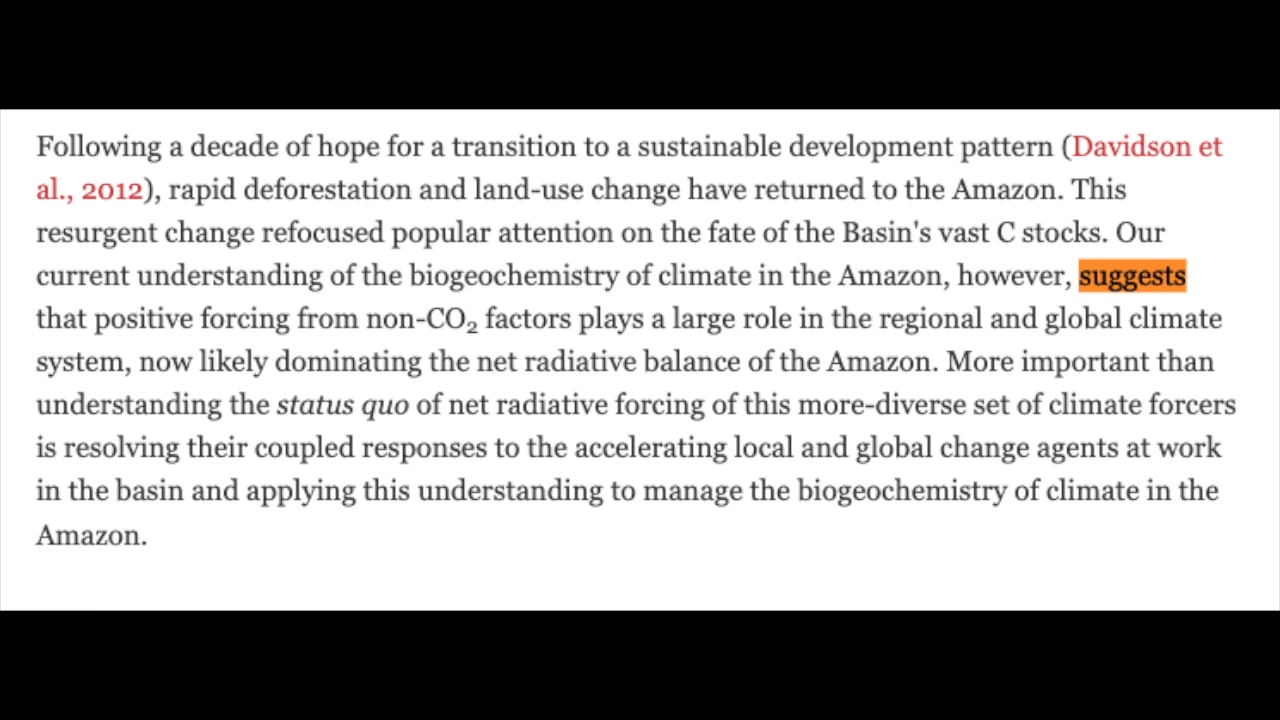 Following a decade of hope for a transition to a sustainable development pattern (Davidson et
al., 2012), rapid deforestation and land-use change have returned to the Amazon. This
resurgent change refocused popular attention on the fate of the Basin's vast C stocks. Our
current understanding of the biogeochemistry of climate in the Amazon, however, suggests
that positive forcing from non-CO₂ factors plays a large role in the regional and global climate
system, now likely dominating the net radiative balance of the Amazon. More important than
understanding the status quo of net radiative forcing of this more-diverse set of climate forcers
is resolving their coupled responses to the accelerating local and global change agents at work
in the basin and applying this understanding to manage the biogeochemistry of climate in the
Amazon.